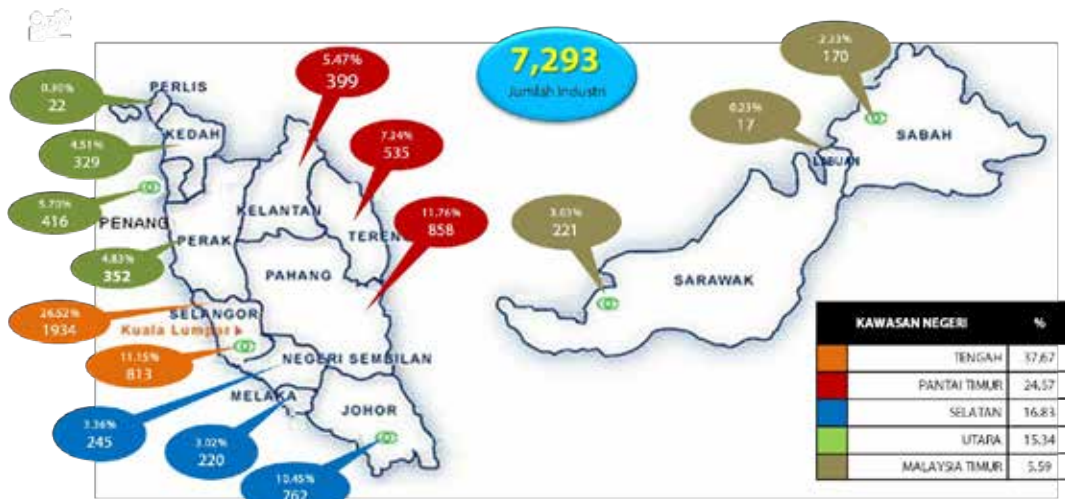 7,293
Jumlah Industri
2.33%
170
5.47%
399
0.30%
22
PERLIS
KEDAH
4.51%
329
7.24%
535
0.23%
17
SABAH
LABUAN
5.70%
416
PENANG
KELANTAN
11.76%
858
3.03%
221
PERAK
TERENG
4.83%
352
PAHANG
SARAWAK
26.52%
1934
SELANGOR
Kuala Lumpur
11.15%
813
NEGERI SEMBILAN
MELAKA
JOHOR
3.36%
245
3.02%
220
10.45%
762
KAWASAN NEGERI %
TENGAH 37.67
PANTAI TIMUR 24.57
SELATAN 16.83
UTARA 15.34
MALAYSIA TIMUR 5.59